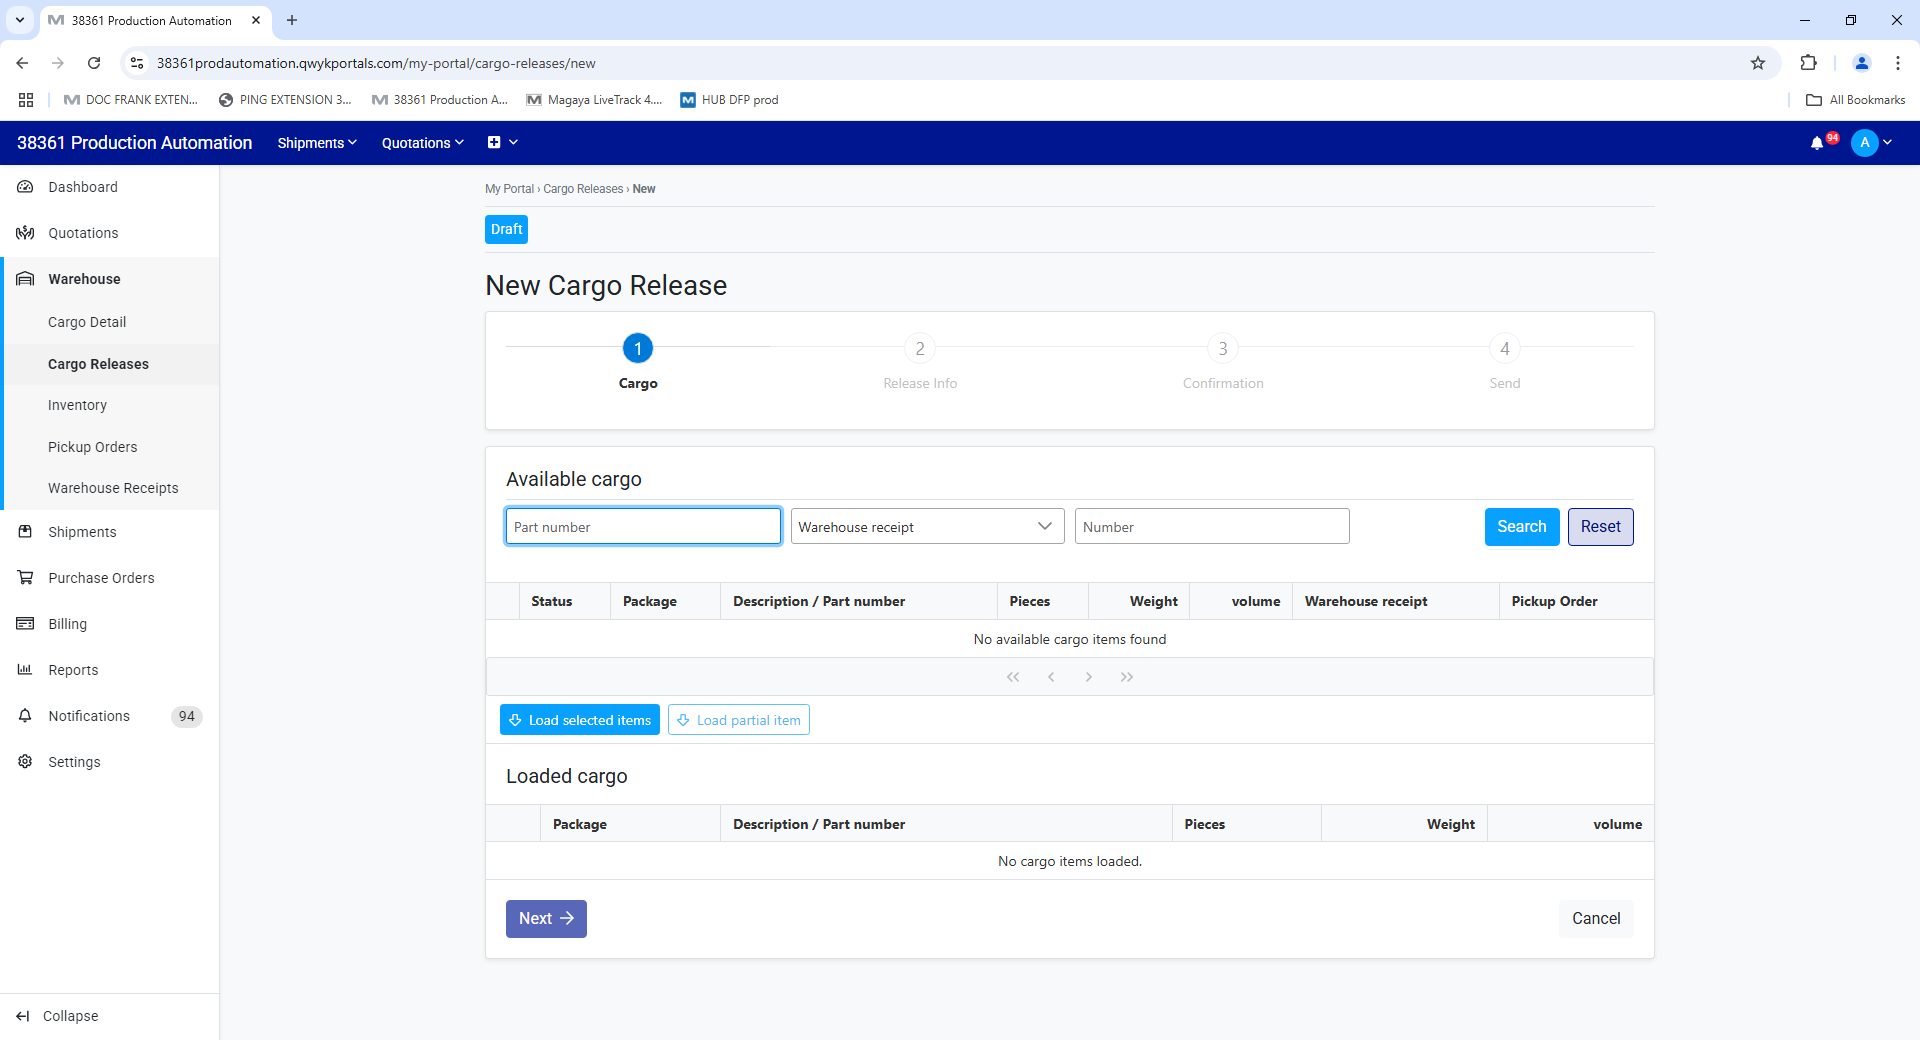 38361 Production Automation
38361prodautomation.qwykportals.com/my-portal/cargo-releases/new
DOC FRANK EXTEN...
PING EXTENSION 3...
38361 Production A...
Magaya LiveTrack 4....
HUB DFP prod
All Bookmarks
38361 Production Automation
Shipments
Quotations
94
A
Dashboard
Quotations
Warehouse
Cargo Detail
Cargo Releases
Inventory
Pickup Orders
Warehouse Receipts
Shipments
Purchase Orders
Billing
Reports
Notifications 94
Settings
Collapse
My Portal › Cargo Releases › New
Draft
New Cargo Release
1 2 3 4
Cargo Release Info Confirmation Send
Available cargo
Part number Warehouse receipt Number Search Reset
Status Package Description / Part number Pieces Weight volume Warehouse receipt Pickup Order
No available cargo items found
Load selected items Load partial item
Loaded cargo
Package Description / Part number Pieces Weight volume
No cargo items loaded.
Next Cancel